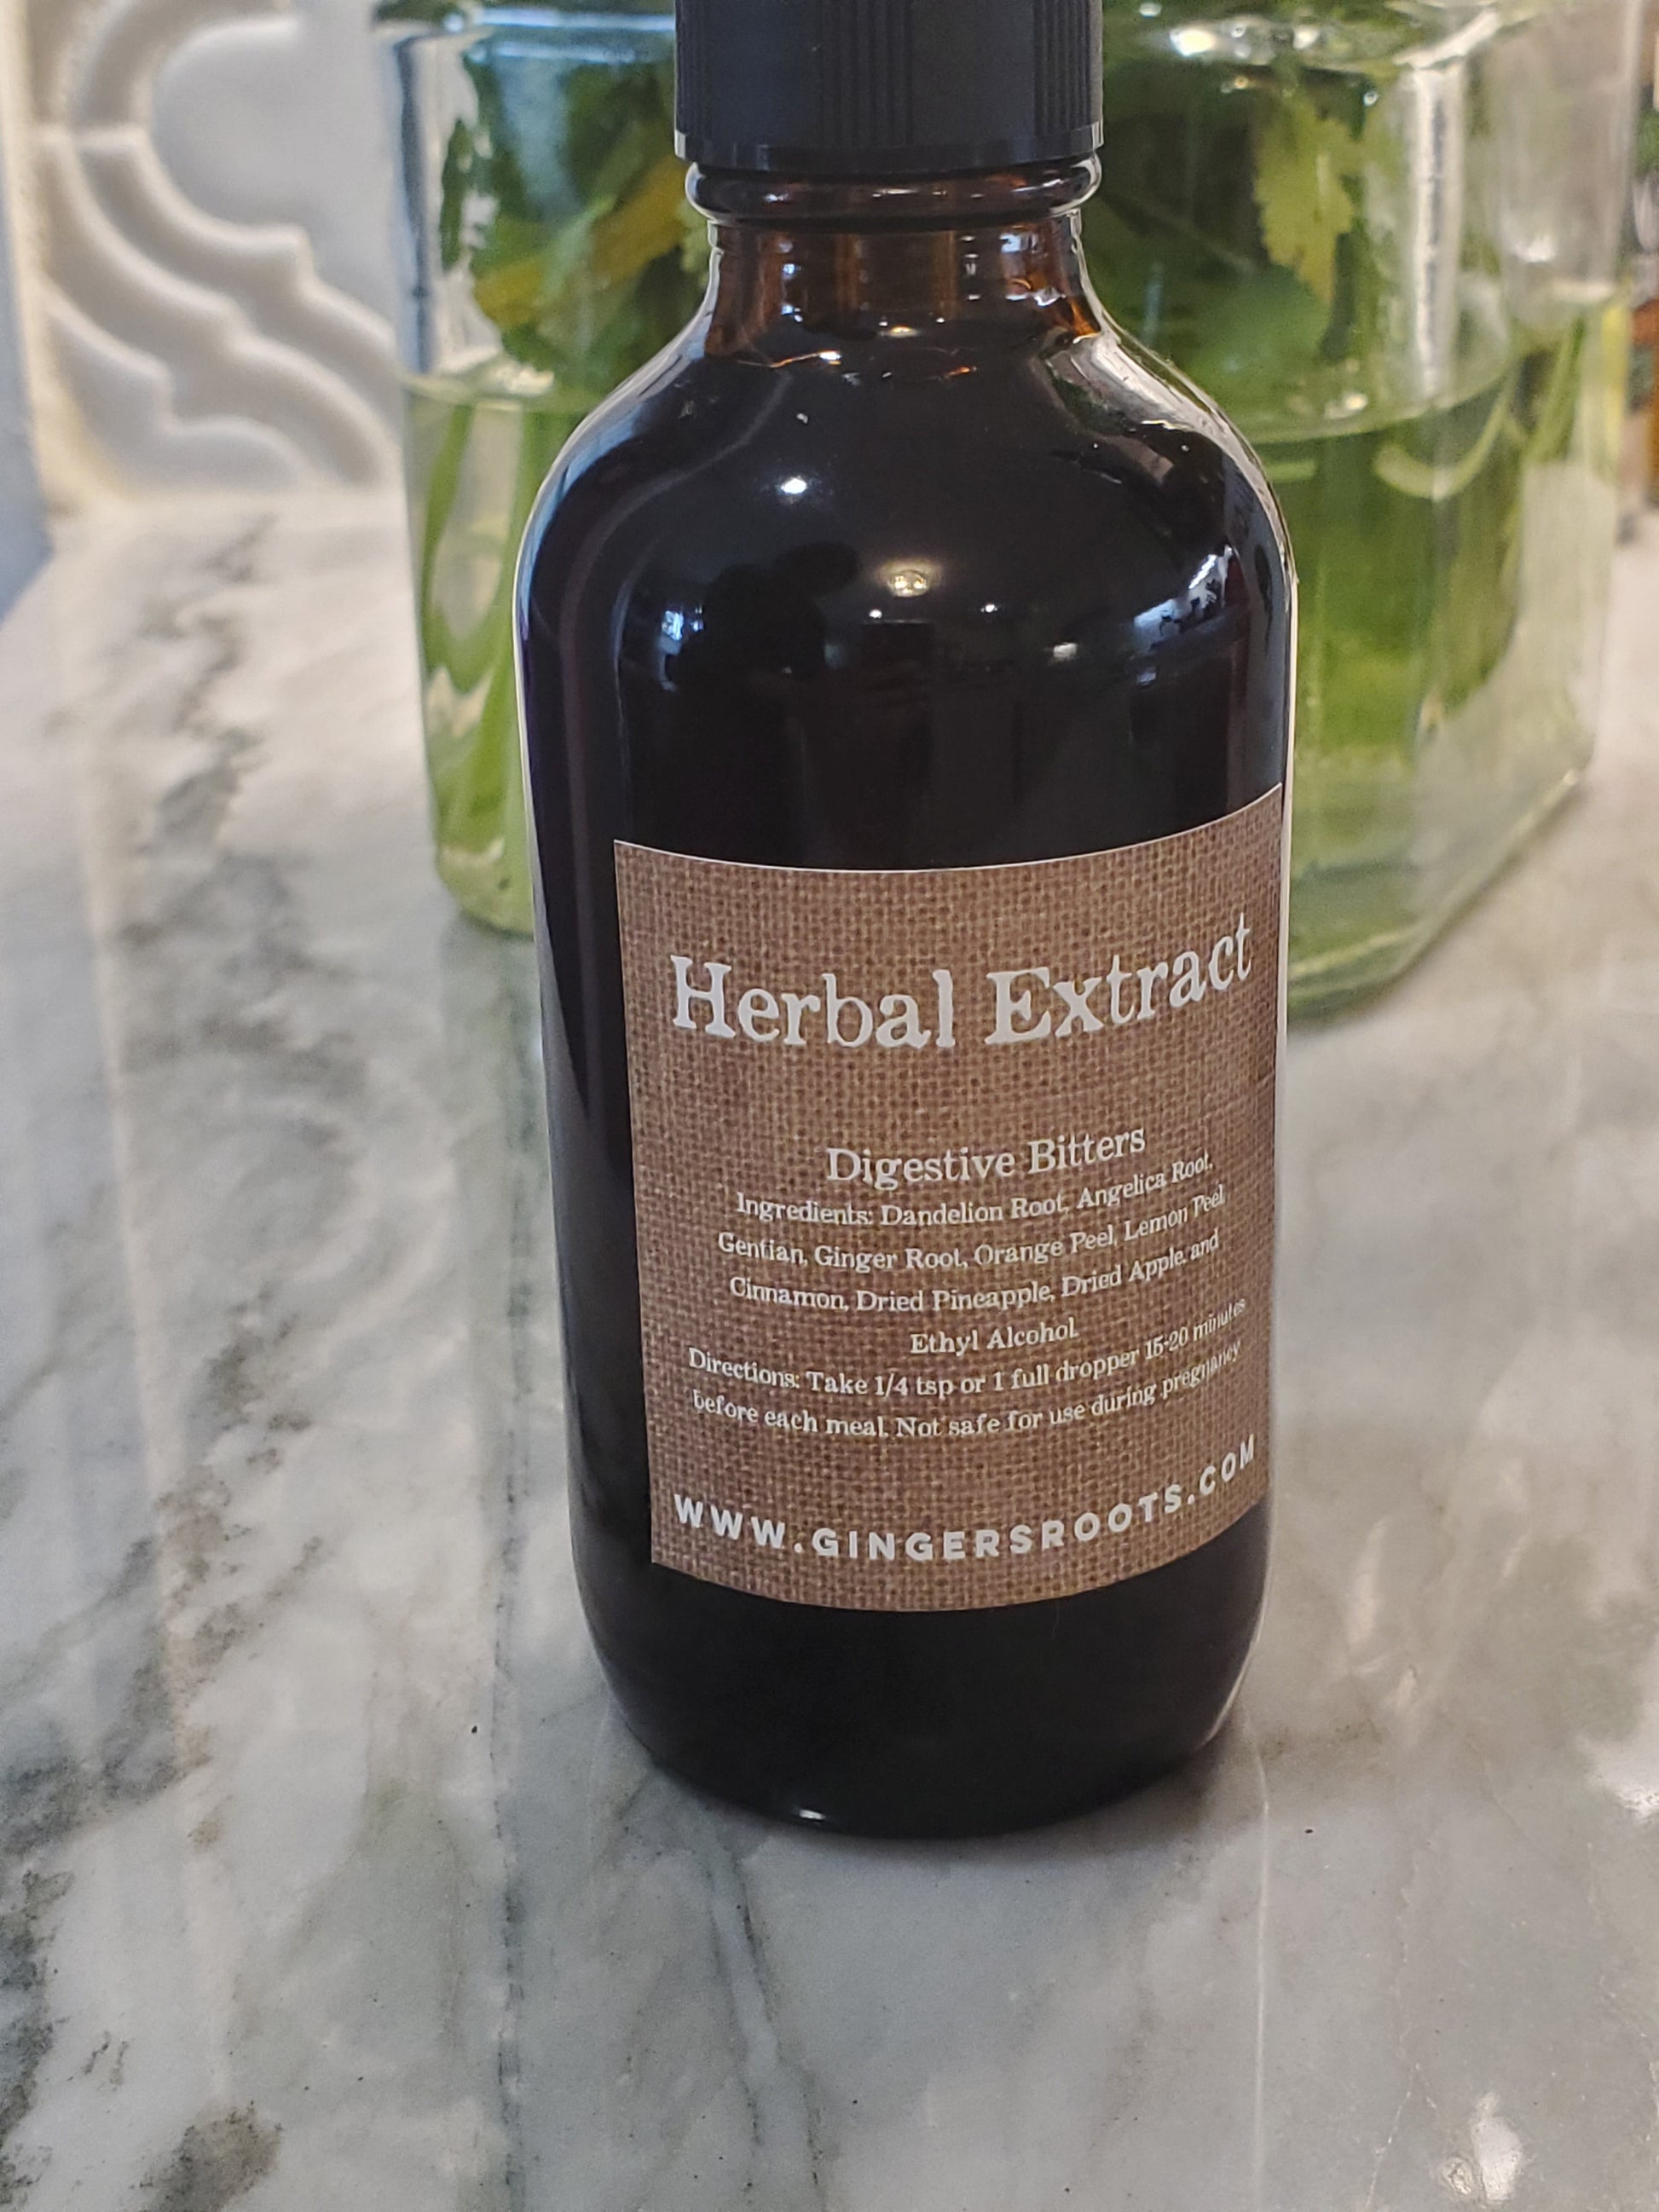 Herbal Extract
Digestive Bitters
Ingredients: Dandelion Root, Angelica Root,
Gentian, Ginger Root, Orange Peel, Lemon Peel,
Cinnamon, Dried Pineapple, Dried Apple, and
Ethyl Alcohol.
Directions: Take 1/4 tsp or 1 full dropper 15-20 minutes
before each meal. Not safe for use during pregnancy
WWW.GINGERSROOTS.COM